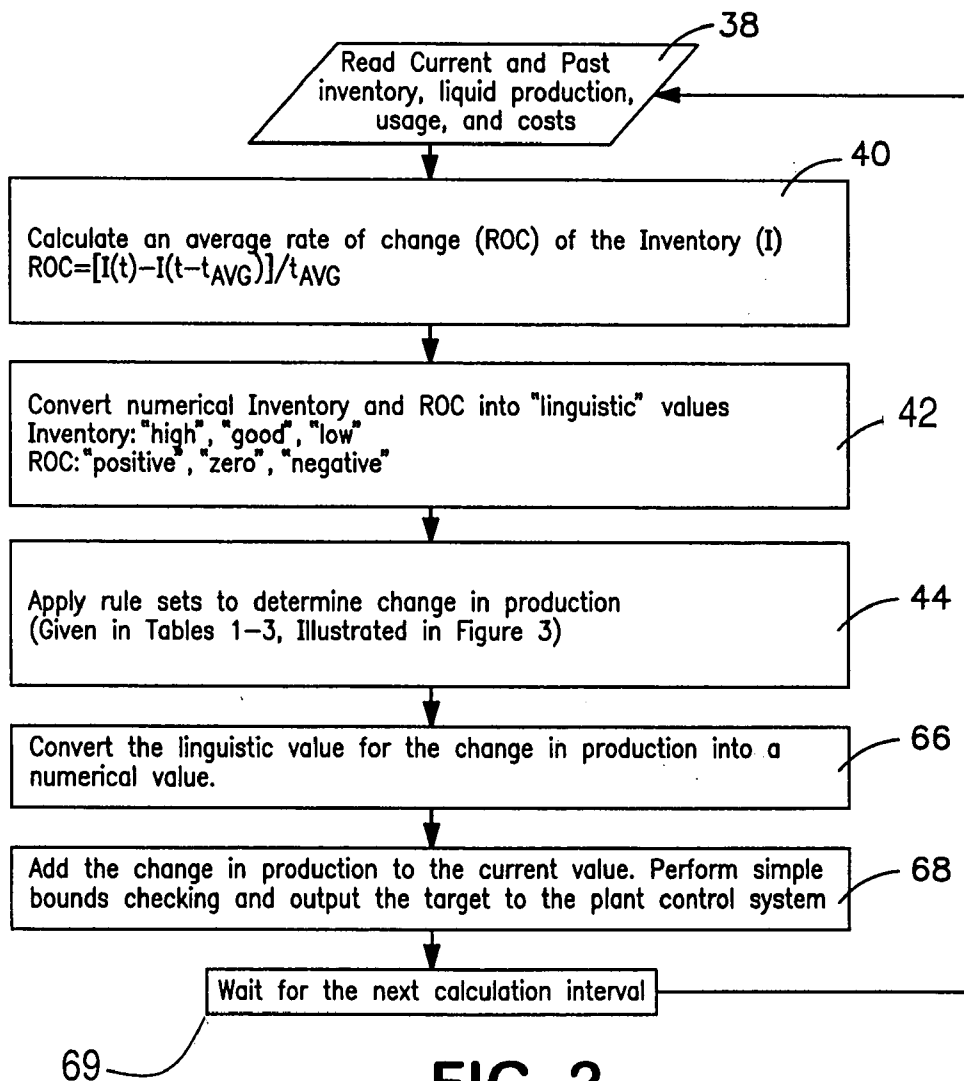 38
Read Current and Past
inventory, liquid production,
usage, and costs
40
Calculate an average rate of change (ROC) of the Inventory (I)
ROC=[I(t)-I(t-tAVG)]/tAVG
Convert numerical Inventory and ROC into "linguistic" values
Inventory: "high", "good", "low"
ROC: "positive", "zero", "negative"
42
Apply rule sets to determine change in production
(Given in Tables 1-3, Illustrated in Figure 3)
44
Convert the linguistic value for the change in production into a
numerical value.
66
Add the change in production to the current value. Perform simple
bounds checking and output the target to the plant control system
68
Wait for the next calculation interval
69
FIG. 2